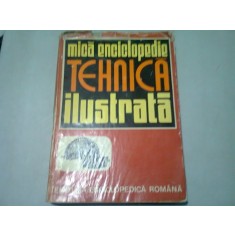 mică enciclopedie
TEHNICĂ
ilustrată
ENCICLOPEDICĂ ROMÂNĂ